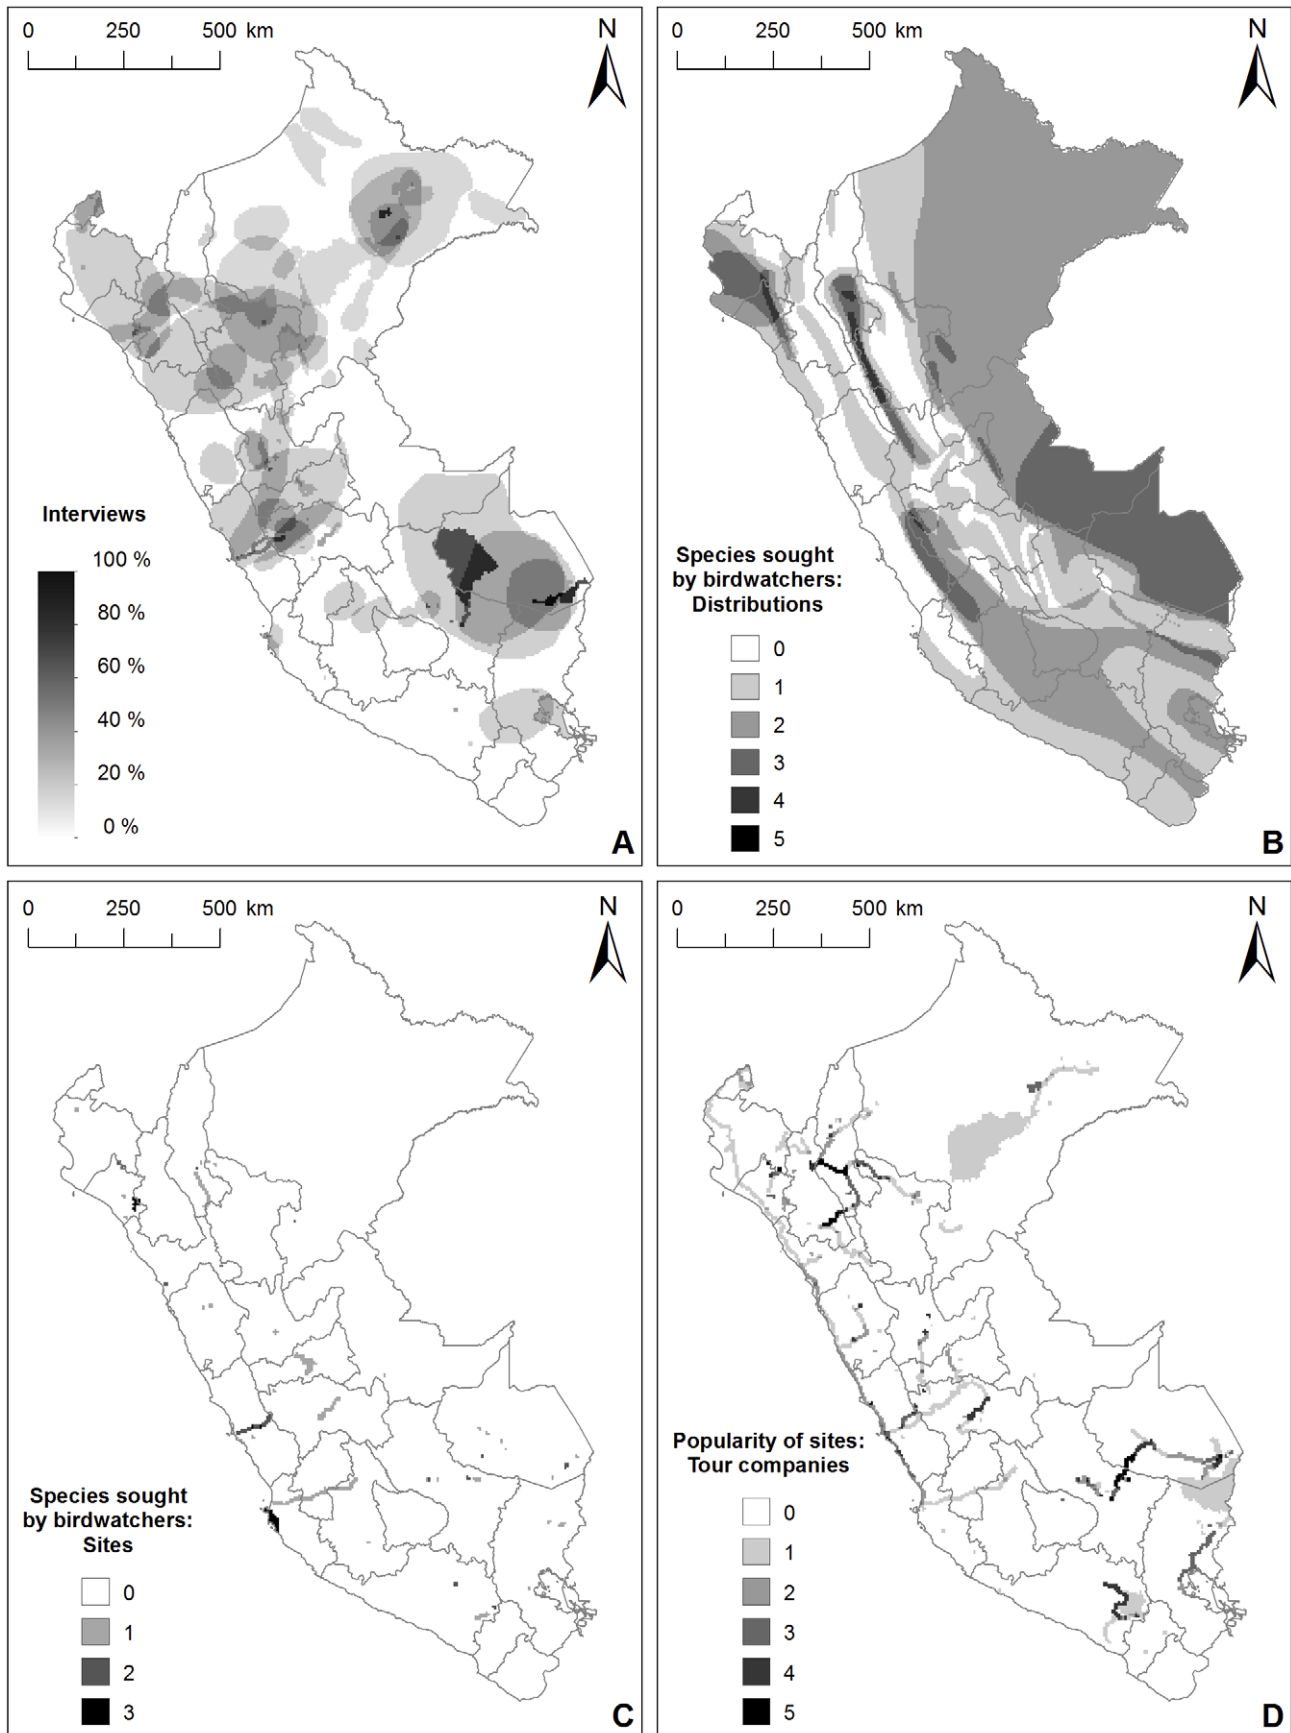 0 250 500 km
N
Interviews
100 %
80 %
60 %
40 %
20 %
0 %
A
0 250 500 km
N
Species sought
by birdwatchers:
Distributions
0
1
2
3
4
5
B
0 250 500 km
N
Species sought
by birdwatchers:
Sites
0
1
2
3
C
0 250 500 km
N
Popularity of sites:
Tour companies
0
1
2
3
4
5
D